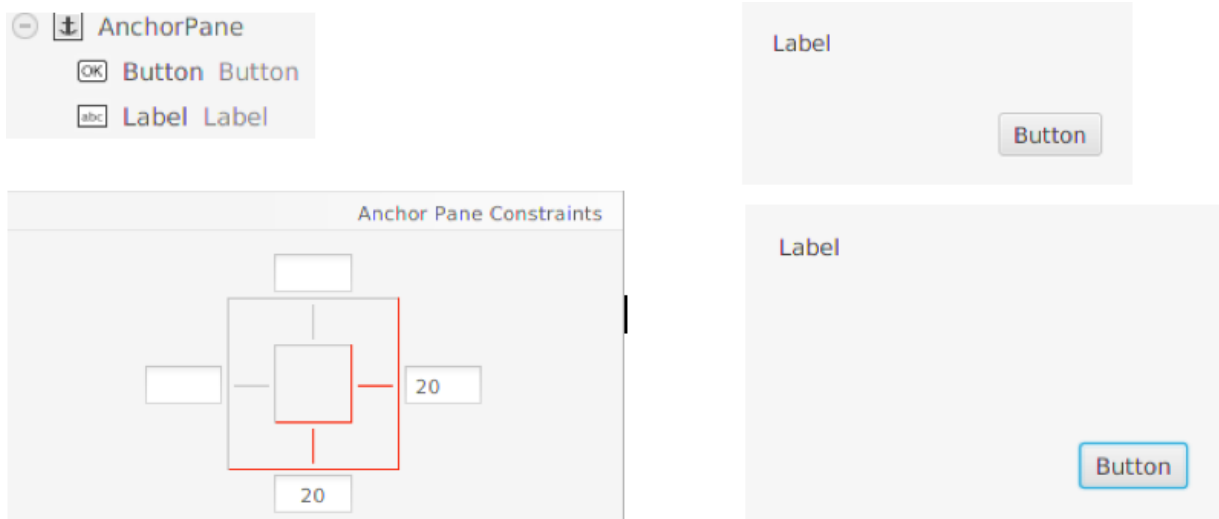 AnchorPane
OK Button Button
abc Label Label
Anchor Pane Constraints
20
20
Label
Button
Label
Button